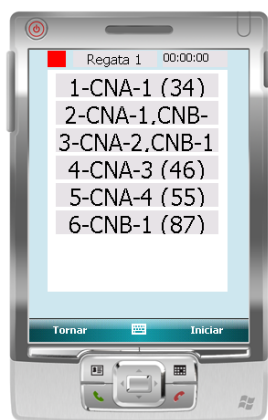 Regata 1 00:00:00
1-CNA-1 (34)
2-CNA-1,CNB-
3-CNA-2,CNB-1
4-CNA-3 (46)
5-CNA-4 (55)
6-CNB-1 (87)
Tornar Iniciar